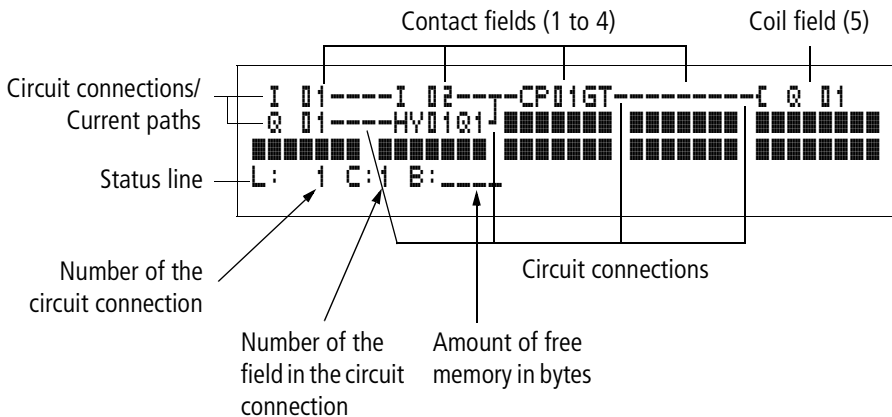 Contact fields (1 to 4)
Coil field (5)
Circuit connections/
Current paths
I 01----I 02----CP01GT---------[ Q 01
Q 01----HY01Q1
Status line
L: 1 C:1 B:____
Number of the
circuit connection
Circuit connections
Number of the
field in the circuit
connection
Amount of free
memory in bytes